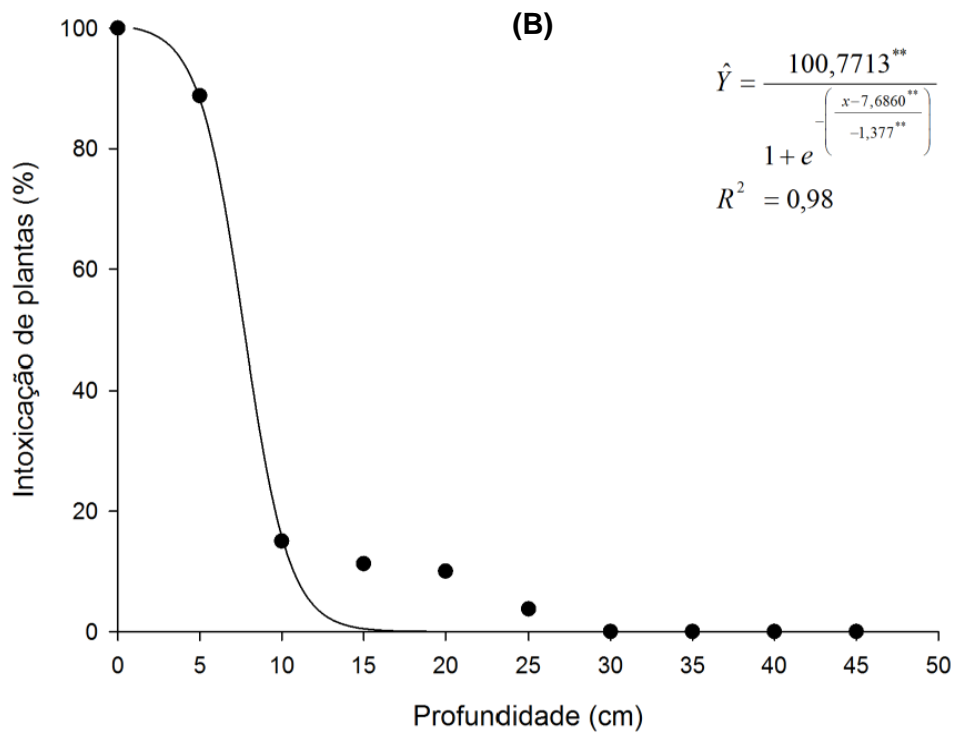 (B)
Ŷ = 100,7713** / 1 + e^−(x−7,6860** / −1,377**)
R² = 0,98
Intoxicação de plantas (%)
100
80
60
40
20
0
0 5 10 15 20 25 30 35 40 45 50
Profundidade (cm)